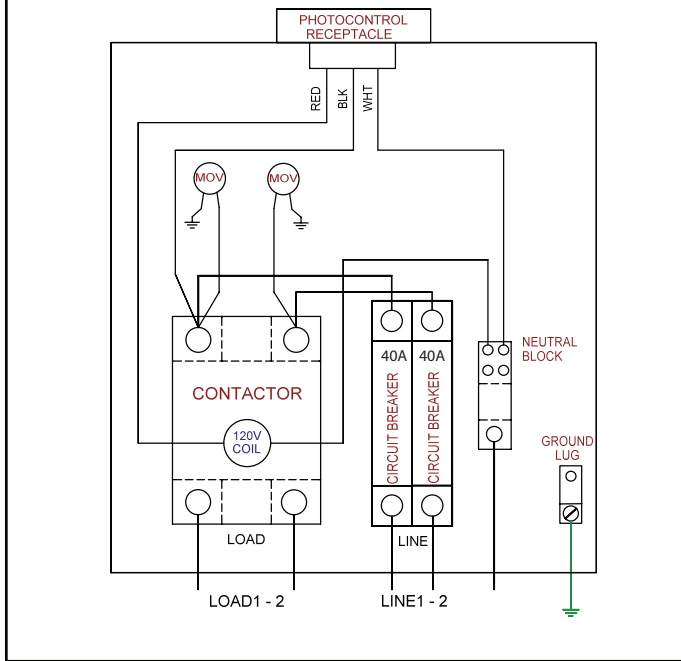 PHOTOCONTROL
RECEPTACLE
RED
BLK
WHT
MOV
MOV
NEUTRAL
BLOCK
40A
40A
CIRCUIT BREAKER
CIRCUIT BREAKER
CONTACTOR
120V
COIL
GROUND
LUG
LOAD
LINE
LOAD1 - 2
LINE1 - 2